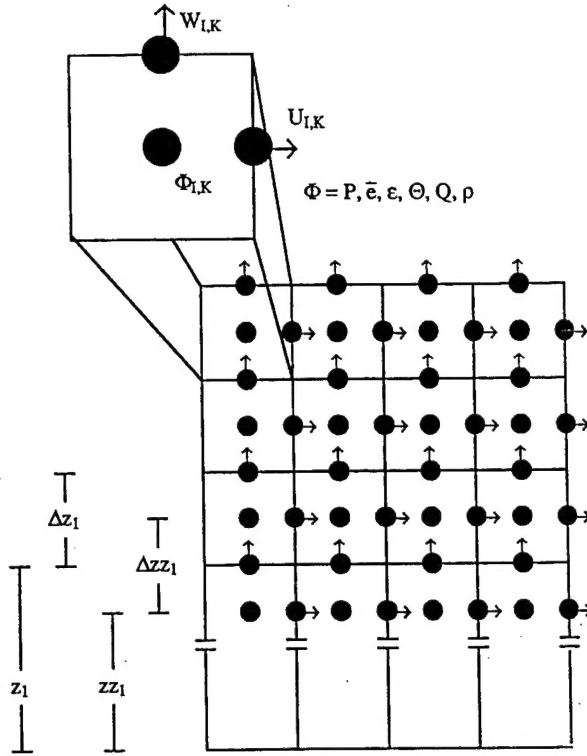 W_{I,K}
U_{I,K}
Φ_{I,K}
Φ = P, e̅, ε, Θ, Q, ρ
Δz_1
Δzz_1
z_1
zz_1